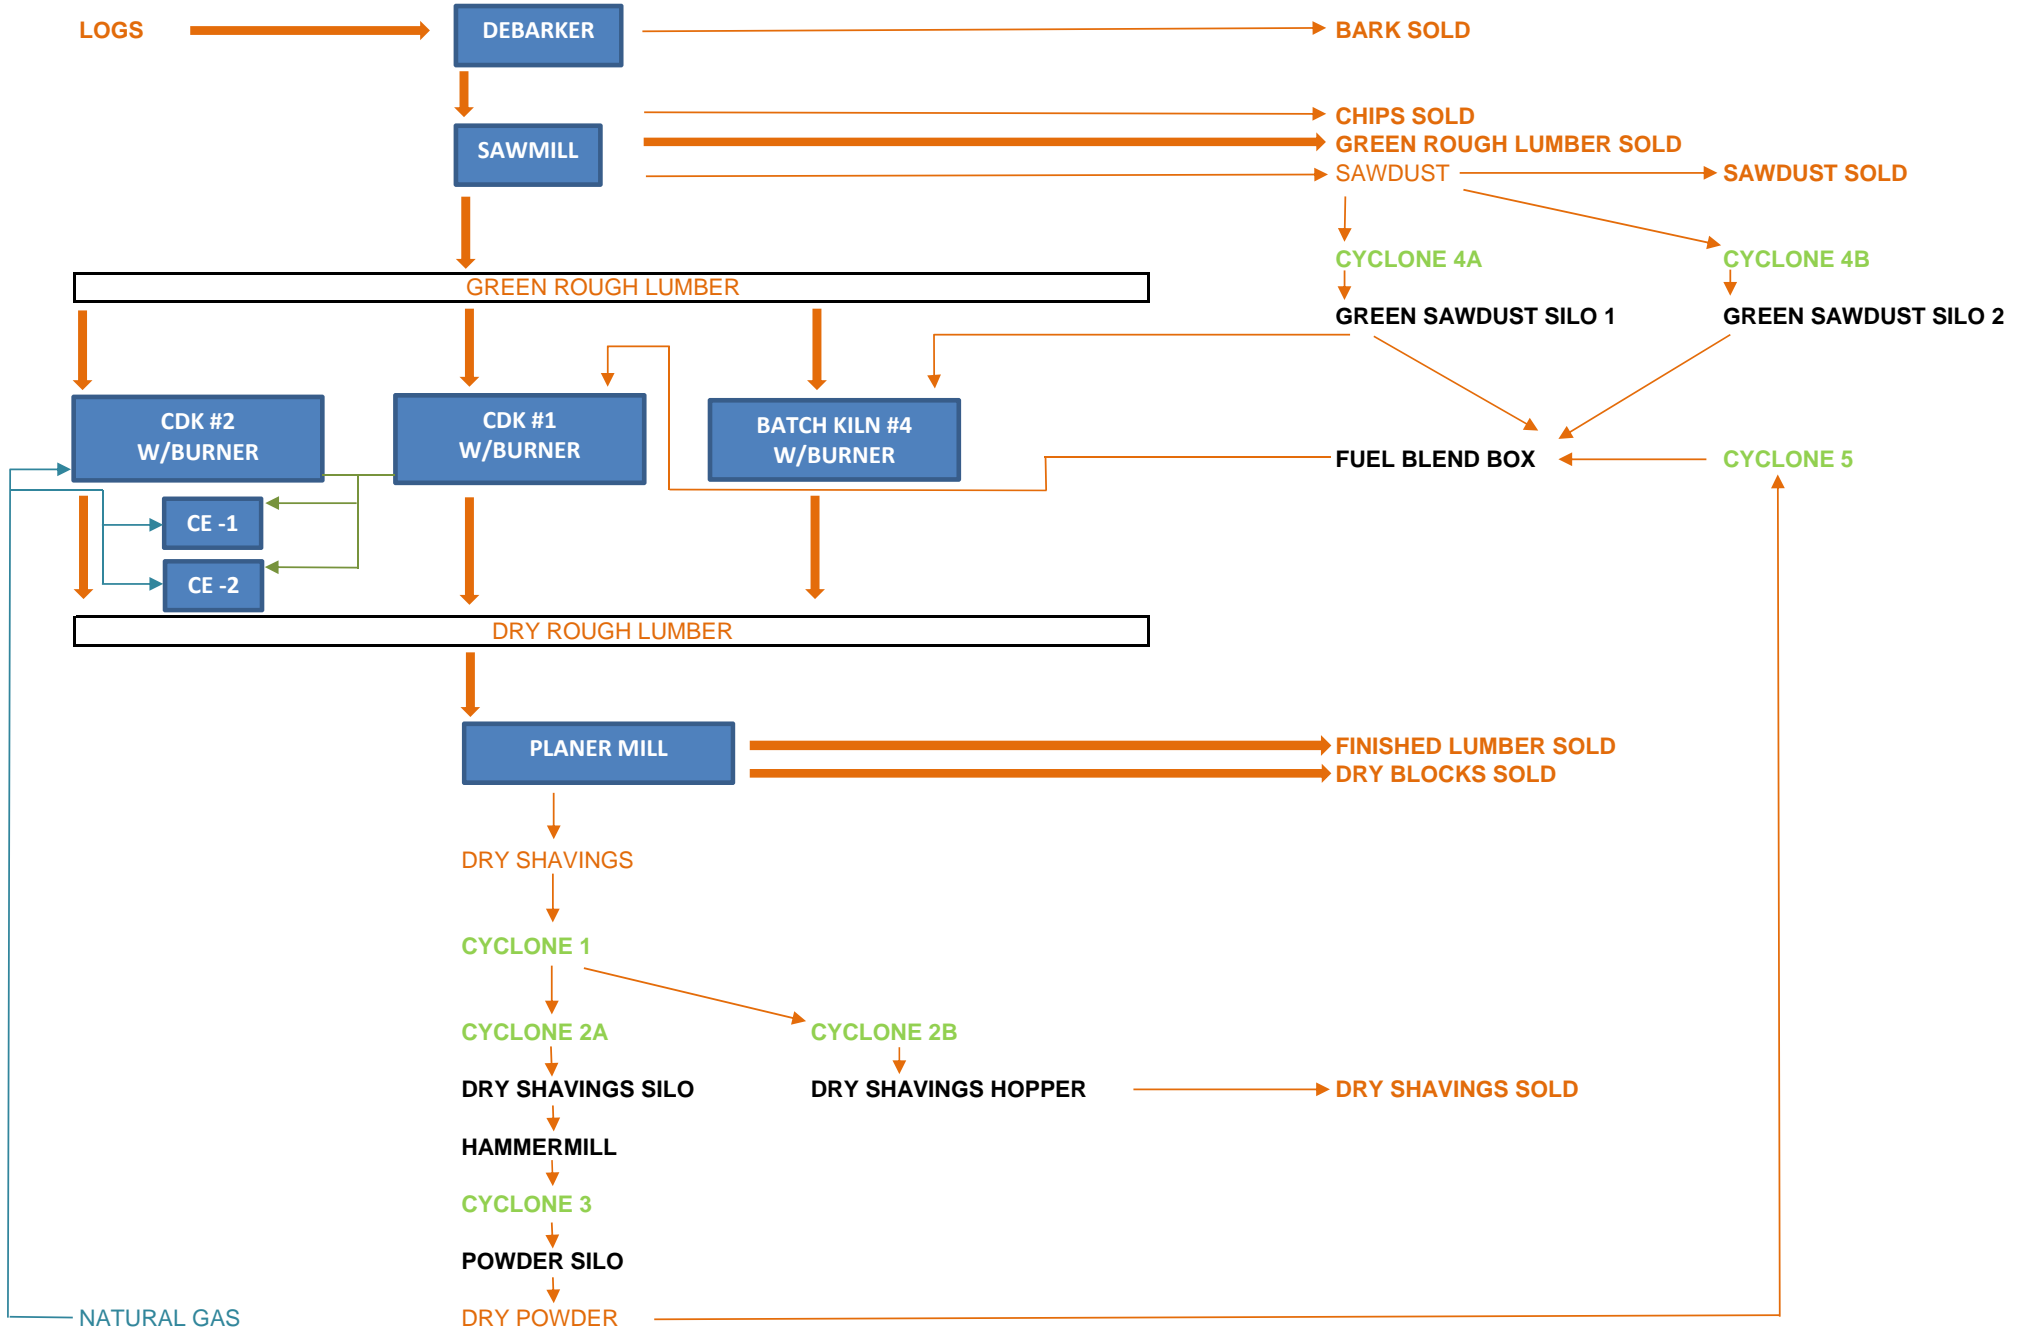 LOGS
DEBARKER
BARK SOLD
CHIPS SOLD
SAWMILL
GREEN ROUGH LUMBER SOLD
SAWDUST
SAWDUST SOLD
CYCLONE 4A
CYCLONE 4B
GREEN ROUGH LUMBER
GREEN SAWDUST SILO 1
GREEN SAWDUST SILO 2
CDK #2
W/BURNER
CDK #1
W/BURNER
BATCH KILN #4
W/BURNER
FUEL BLEND BOX
CYCLONE 5
CE -1
CE -2
DRY ROUGH LUMBER
PLANER MILL
FINISHED LUMBER SOLD
DRY BLOCKS SOLD
DRY SHAVINGS
CYCLONE 1
CYCLONE 2A
CYCLONE 2B
DRY SHAVINGS SILO
DRY SHAVINGS HOPPER
DRY SHAVINGS SOLD
HAMMERMILL
CYCLONE 3
POWDER SILO
NATURAL GAS
DRY POWDER